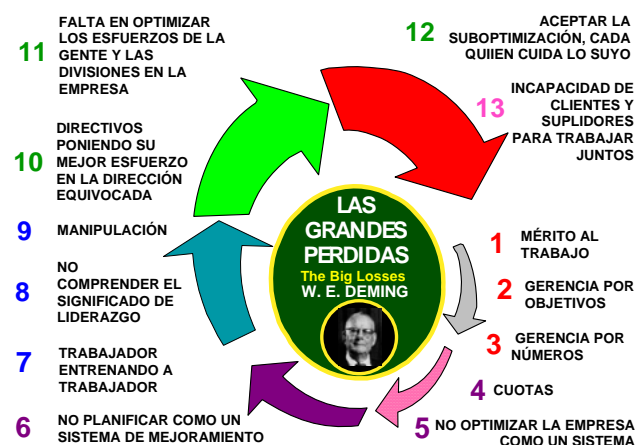 11 FALTA EN OPTIMIZAR
LOS ESFUERZOS DE LA
GENTE Y LAS
DIVISIONES EN LA
EMPRESA
12 ACEPTAR LA
SUBOPTIMIZACIÓN, CADA
QUIIEN CUIDA LO SUYO
13 INCAPACIDAD DE
CLIENTES Y
SUPLIDORES
PARA TRABAJAR
JUNTOS
10 DIRECTIVOS
PONIENDO SU
MEJOR ESFUERZO
EN LA DIRECCIÓN
EQUIVOCADA
9 MANIPULACIÓN
8 NO
COMPRENDER EL
SIGNIFICADO DE
LIDERAZGO
7 TRABAJADOR
ENTRENANDO A
TRABAJADOR
6 NO PLANIFICAR COMO UN
SISTEMA DE MEJORAMIENTO
LAS
GRANDES
PERDIDAS
The Big Losses
W. E. DEMING
1 MÉRITO AL
TRABAJO
2 GERENCIA POR
OBJETIVOS
3 GERENCIA POR
NÚMEROS
4 CUOTAS
5 NO OPTIMIZAR LA EMPRESA
COMO UN SISTEMA